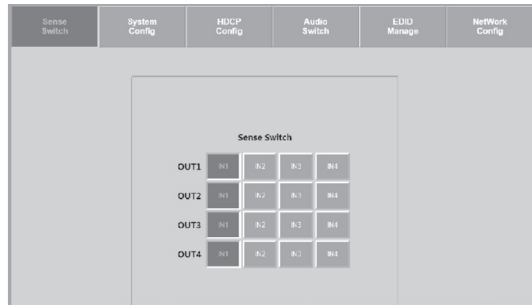 Sense Switch
System Config
HDCP Config
Audio Switch
EDID Manage
NetWork Config
Sense Switch
OUT1 IN1 IN2 IN3 IN4
OUT2 IN1 IN2 IN3 IN4
OUT3 IN1 IN2 IN3 IN4
OUT4 IN1 IN2 IN3 IN4